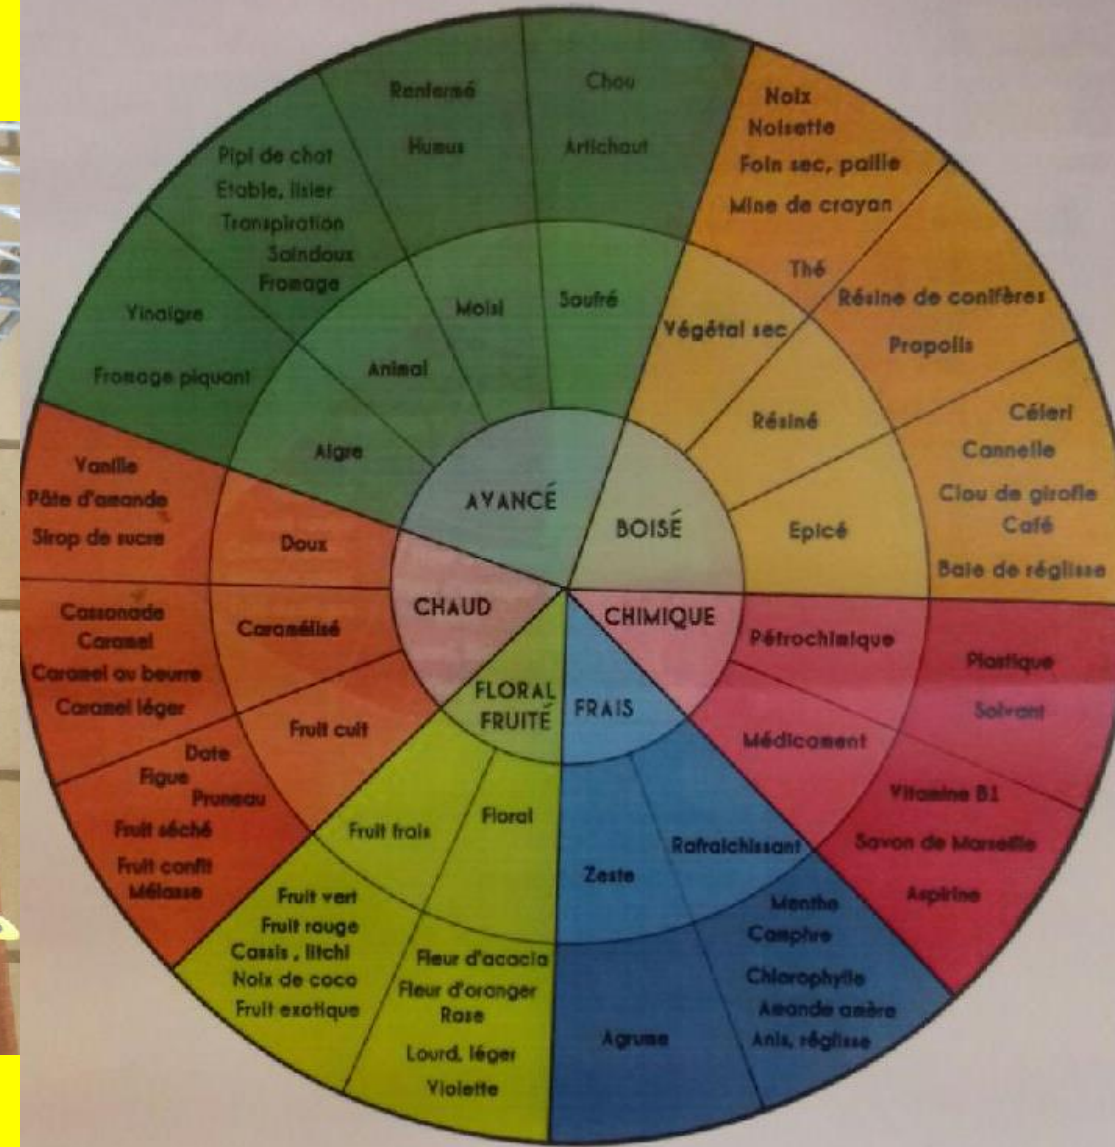 AVANCÉ
Soufré
Chou
Artichaut
Moisi
Renfermé
Humus
Animal
Pipi de chat
Etable, lisier
Transpiration
Saindoux
Fromage
Aigre
Vinaigre
Fromage piquant
BOISÉ
Végétal sec
Noix
Noisette
Foin sec, paille
Mine de crayon
Thé
Résiné
Résine de conifères
Propolis
Epicé
Céleri
Cannelle
Clou de girofle
Café
Baie de réglisse
CHIMIQUE
Pétrochimique
Plastique
Solvant
Médicament
Vitamine B1
Savon de Marseille
Aspirine
FRAIS
Rafraichissant
Menthe
Camphre
Chlorophylle
Amande amère
Anis, réglisse
Zeste
Agrume
FLORAL
FRUITÉ
Floral
Fleur d'acacia
Fleur d'oranger
Rose
Lourd, léger
Violette
Fruit frais
Fruit vert
Fruit rouge
Cassis , litchi
Noix de coco
Fruit exotique
CHAUD
Fruit cuit
Date
Figue
Pruneau
Fruit séché
Fruit confit
Mélasse
Caramélisé
Cassonade
Caramel
Caramel au beurre
Caramel léger
Doux
Vanille
Pâte d'amande
Sirop de sucre